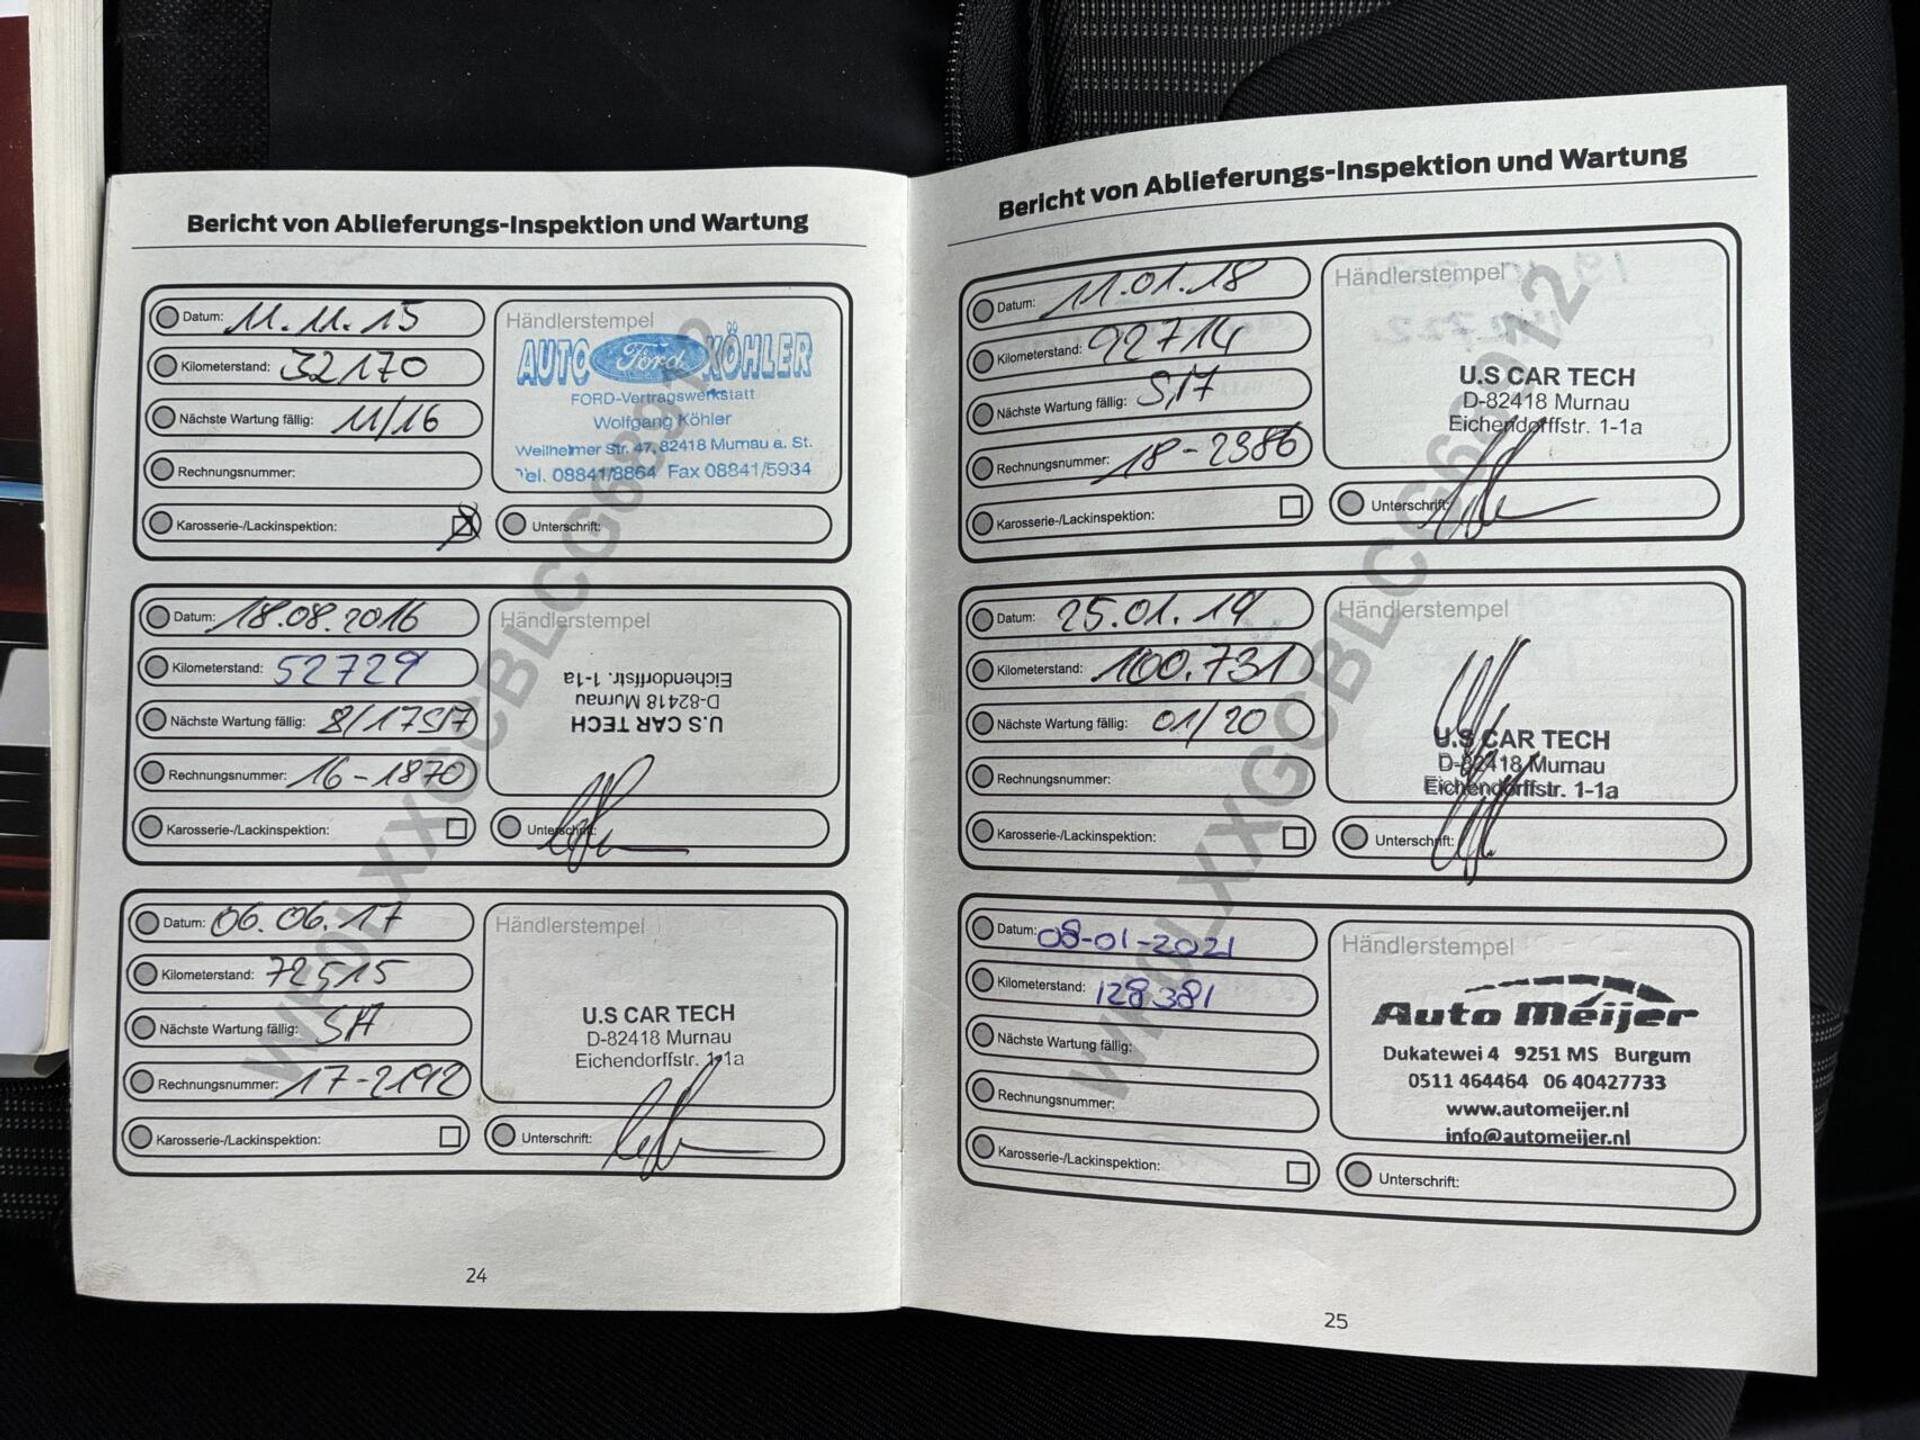 Bericht von Ablieferungs-Inspektion und Wartung
Datum: 11.11.15
Kilometerstand: 32170
Nächste Wartung fällig: 11/16
Rechnungsnummer:
Karosserie-/Lackinspektion:
Händlerstempel
AUTO Ford KÖHLER
FORD-Vertragswerkstatt
Wolfgang Köhler
Weilheimer Str. 47, 82418 Murnau a. St.
Tel. 08841/8864 Fax 08841/5934
Unterschrift:
Datum: 18.08.2016
Kilometerstand: 52729
Nächste Wartung fällig: 8/17
Rechnungsnummer: 16-1870
Karosserie-/Lackinspektion:
Händlerstempel
U.S CAR TECH
D-82418 Murnau
Eichendorffstr. 1-1a
Unterschrift:
Datum: 06.06.17
Kilometerstand: 72515
Nächste Wartung fällig:
Rechnungsnummer: 17-2192
Karosserie-/Lackinspektion:
Händlerstempel
U.S CAR TECH
D-82418 Murnau
Eichendorffstr. 1-1a
Unterschrift:
24
Bericht von Ablieferungs-Inspektion und Wartung
Datum: 11.01.18
Kilometerstand: 92714
Nächste Wartung fällig:
Rechnungsnummer: 18-2386
Karosserie-/Lackinspektion:
Händlerstempel
U.S CAR TECH
D-82418 Murnau
Eichendorffstr. 1-1a
Unterschrift:
Datum: 25.01.19
Kilometerstand: 100.731
Nächste Wartung fällig: 01/20
Rechnungsnummer:
Karosserie-/Lackinspektion:
Händlerstempel
U.S CAR TECH
D-82418 Murnau
Eichendorffstr. 1-1a
Unterschrift:
Datum: 08-01-2021
Kilometerstand: 128381
Nächste Wartung fällig:
Rechnungsnummer:
Karosserie-/Lackinspektion:
Händlerstempel
Auto Meijer
Dukatewei 4 9251 MS Burgum
0511 464464 06 40427733
www.automeijer.nl
info@automeijer.nl
Unterschrift:
25
WF0LXXGCBLCG68912
WF0LXXGCBLCG68912